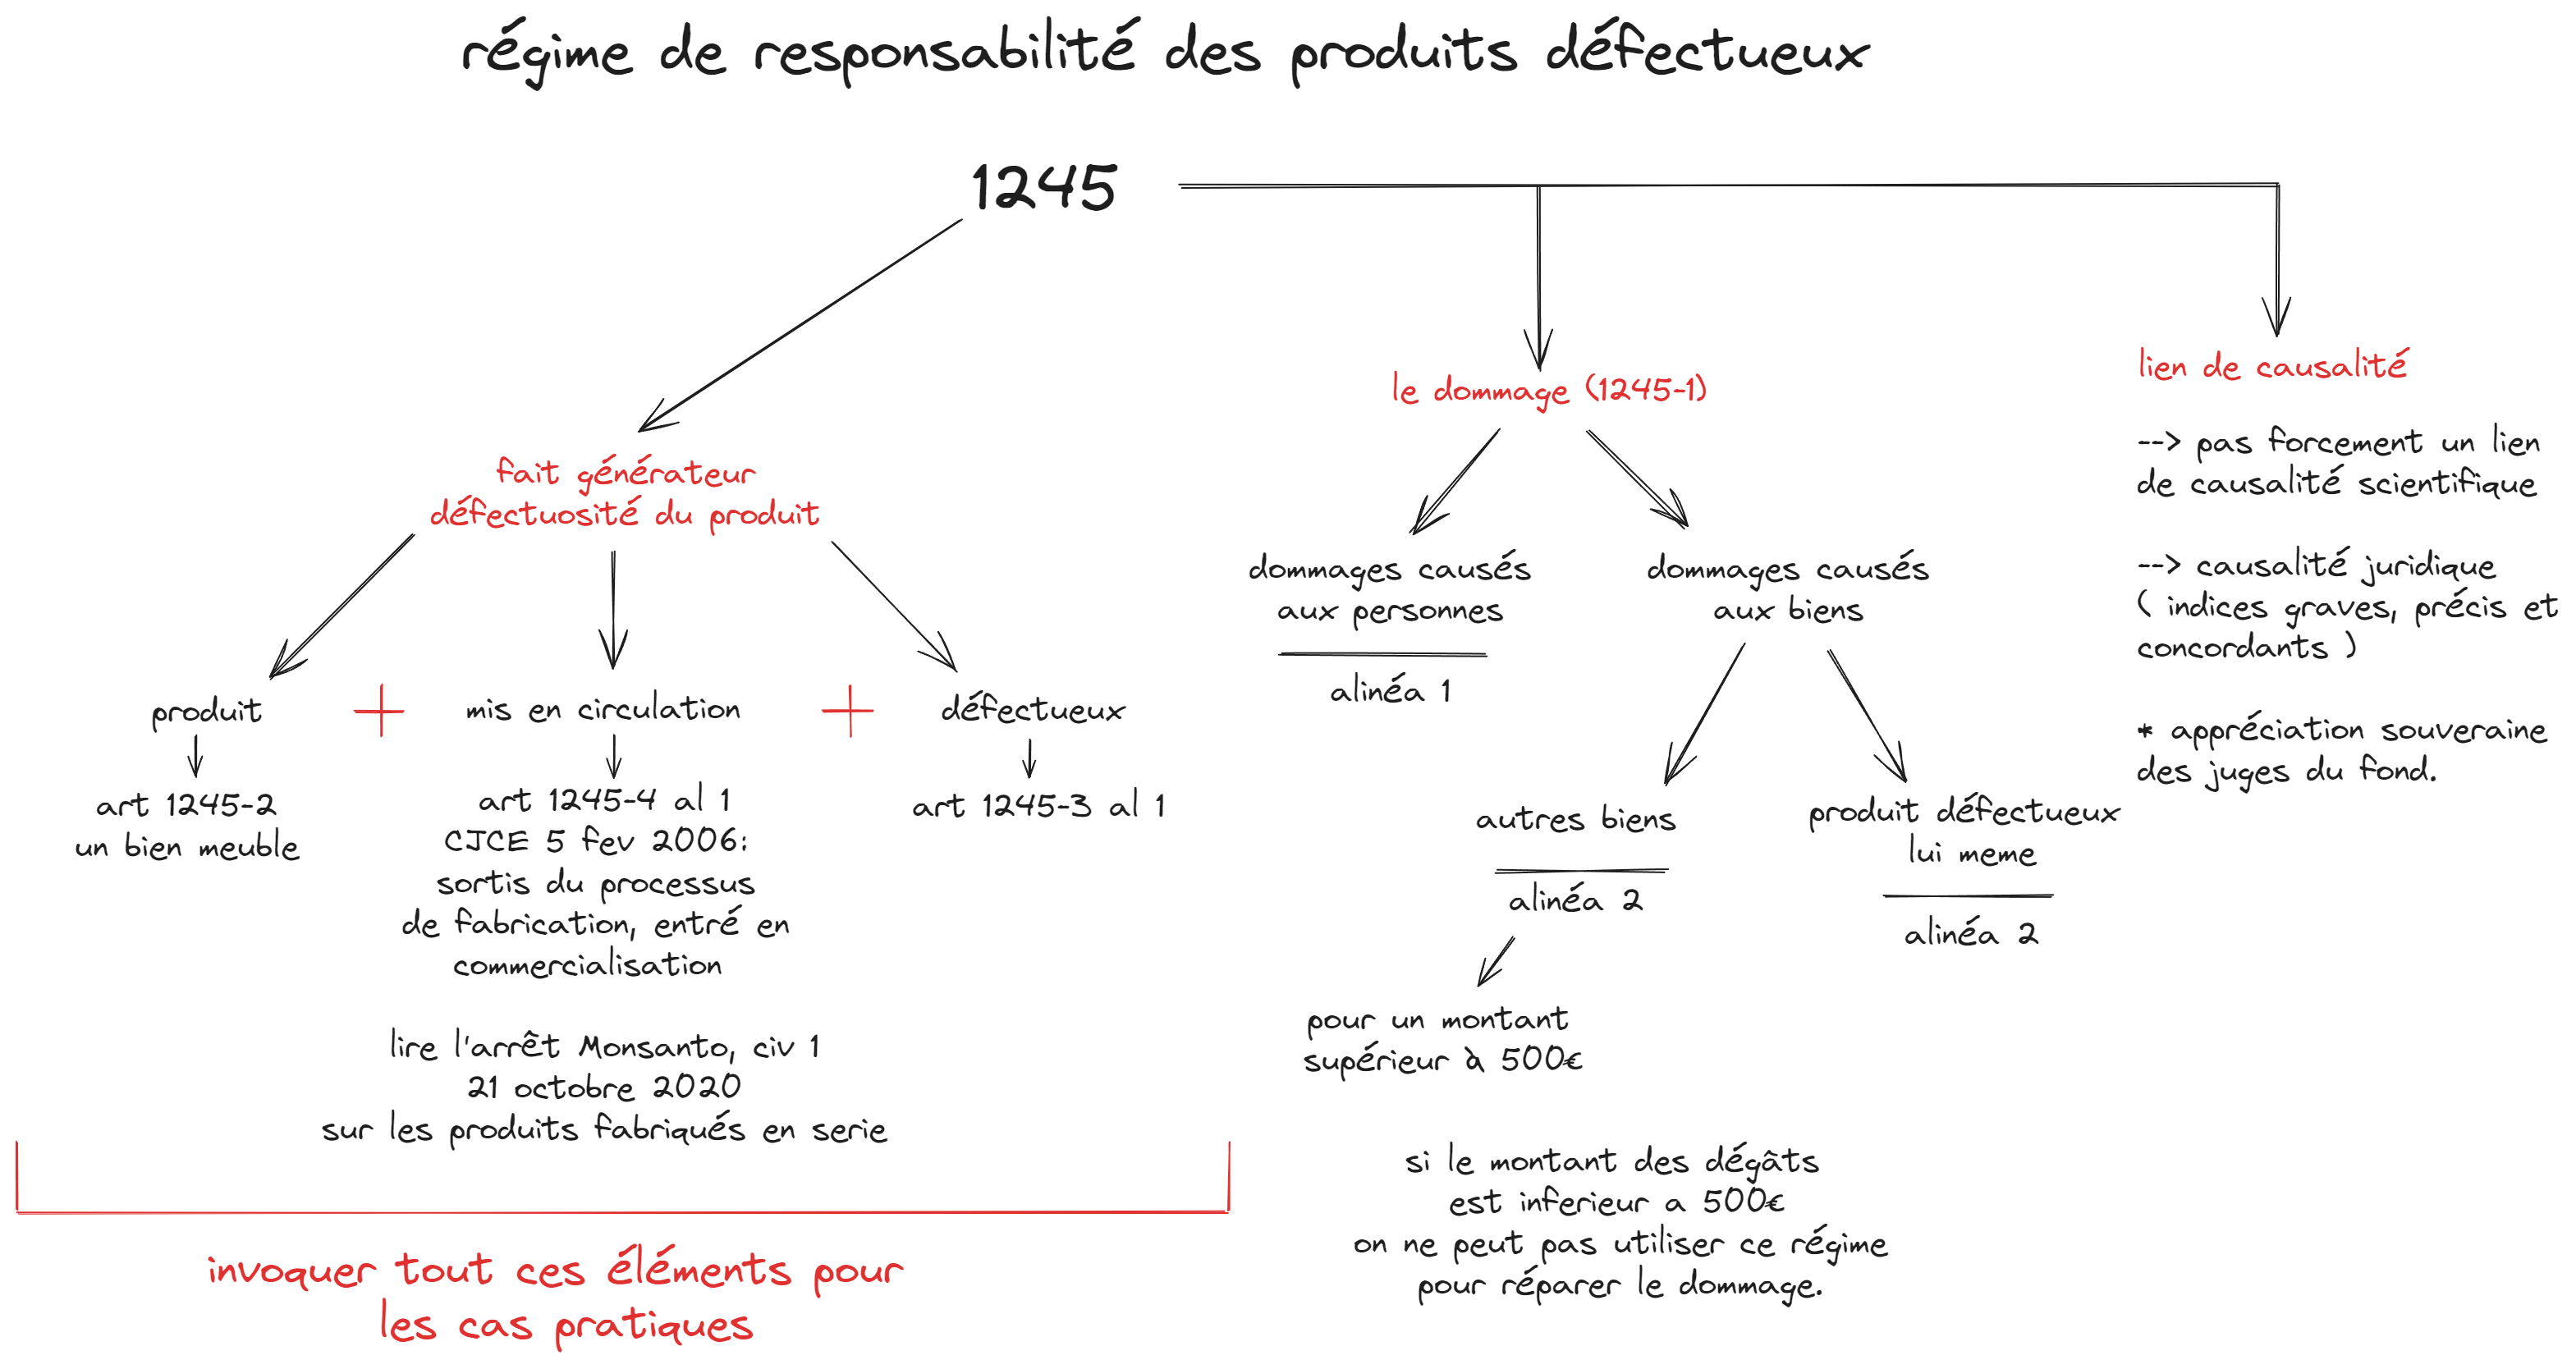 régime de responsabilité des produits défectueux
1245
fait générateur
défectuosité du produit
produit
+
mis en circulation
+
défectueux
art 1245-2
un bien meuble
art 1245-4 al 1
CJCE 5 fev 2006:
sortis du processus
de fabrication, entré en
commercialisation
lire l'arrêt Monsanto, civ 1
21 octobre 2020
sur les produits fabriqués en serie
art 1245-3 al 1
invoquer tout ces éléments pour
les cas pratiques
le dommage (1245-1)
dommages causés
aux personnes
alinéa 1
dommages causés
aux biens
autres biens
alinéa 2
pour un montant
supérieur à 500€
si le montant des dégâts
est inferieur a 500€
on ne peut pas utiliser ce régime
pour réparer le dommage.
produit défectueux
lui meme
alinéa 2
lien de causalité
--> pas forcement un lien
de causalité scientifique
--> causalité juridique
( indices graves, précis et
concordants )
* appréciation souveraine
des juges du fond.